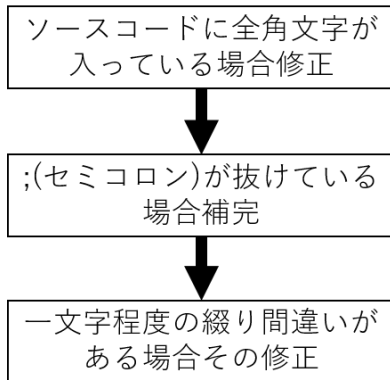 ソースコードに全角文字が
入っている場合修正
;(セミコロン)が抜けている
場合補完
一文字程度の綴り間違いが
ある場合その修正